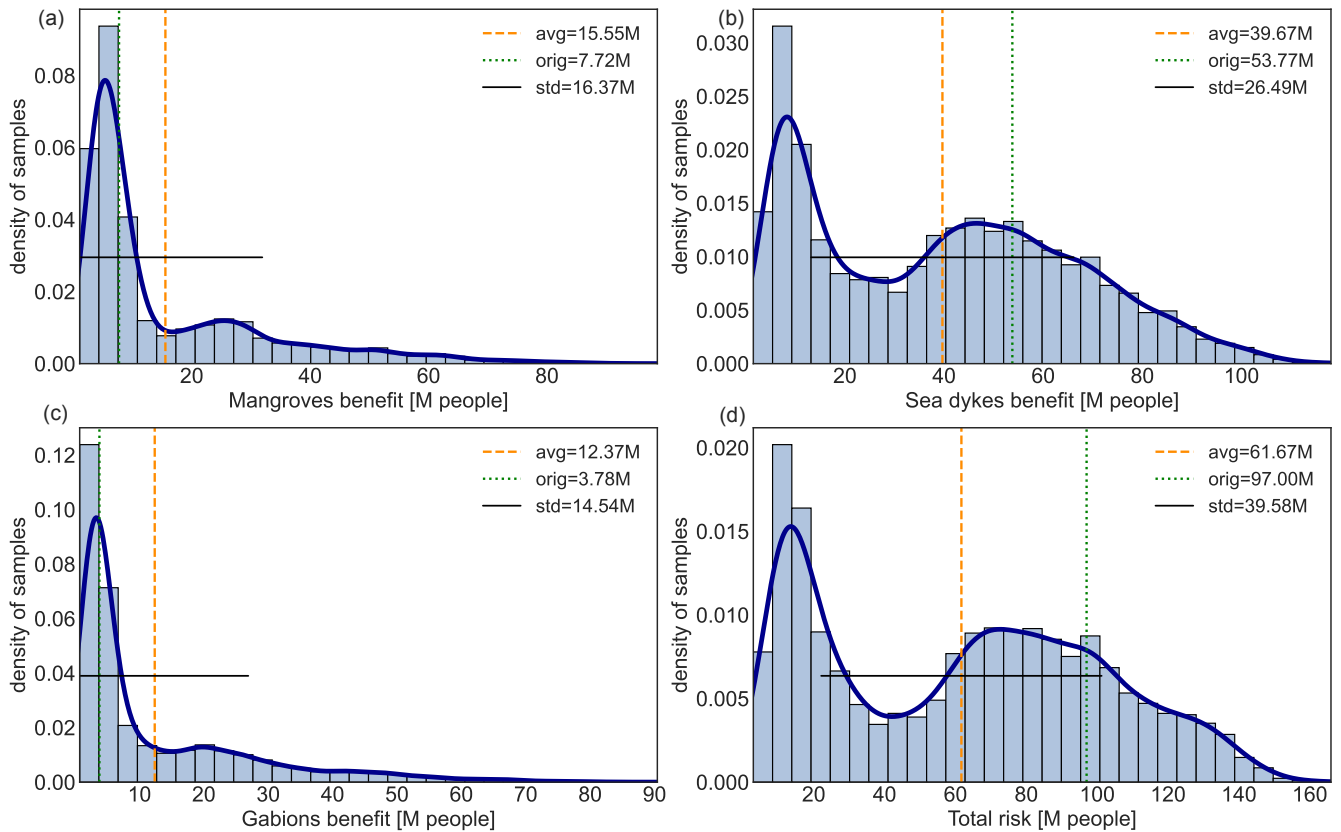 (a)
avg=15.55M
orig=7.72M
std=16.37M
density of samples
0.08
0.06
0.04
0.02
0.00
20
40
60
80
Mangroves benefit [M people]
(b)
avg=39.67M
orig=53.77M
std=26.49M
density of samples
0.030
0.025
0.020
0.015
0.010
0.005
0.000
20
40
60
80
100
Sea dykes benefit [M people]
(c)
avg=12.37M
orig=3.78M
std=14.54M
density of samples
0.12
0.10
0.08
0.06
0.04
0.02
0.00
10
20
30
40
50
60
70
80
90
Gabions benefit [M people]
(d)
avg=61.67M
orig=97.00M
std=39.58M
density of samples
0.020
0.015
0.010
0.005
0.000
20
40
60
80
100
120
140
160
Total risk [M people]